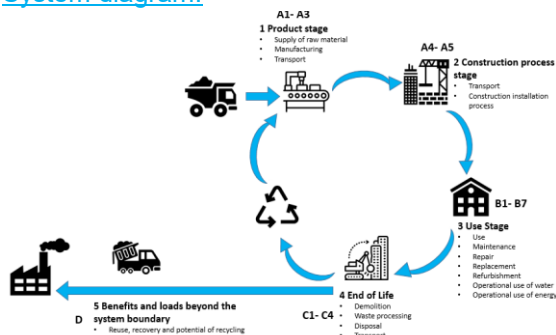 System diagram:
A1- A3
1 Product stage
• Supply of raw material
• Manufacturing
• Transport
A4- A5
2 Construction process
stage
• Transport
• Construction installation
process
B1- B7
3 Use Stage
• Use
• Maintenance
• Repair
• Replacement
• Refurbishment
• Operational use of water
• Operational use of energy
4 End of Life
C1- C4
• Demolition
• Waste processing
• Disposal
• Transport
5 Benefits and loads beyond the
D system boundary
• Reuse, recovery and potential of recycling